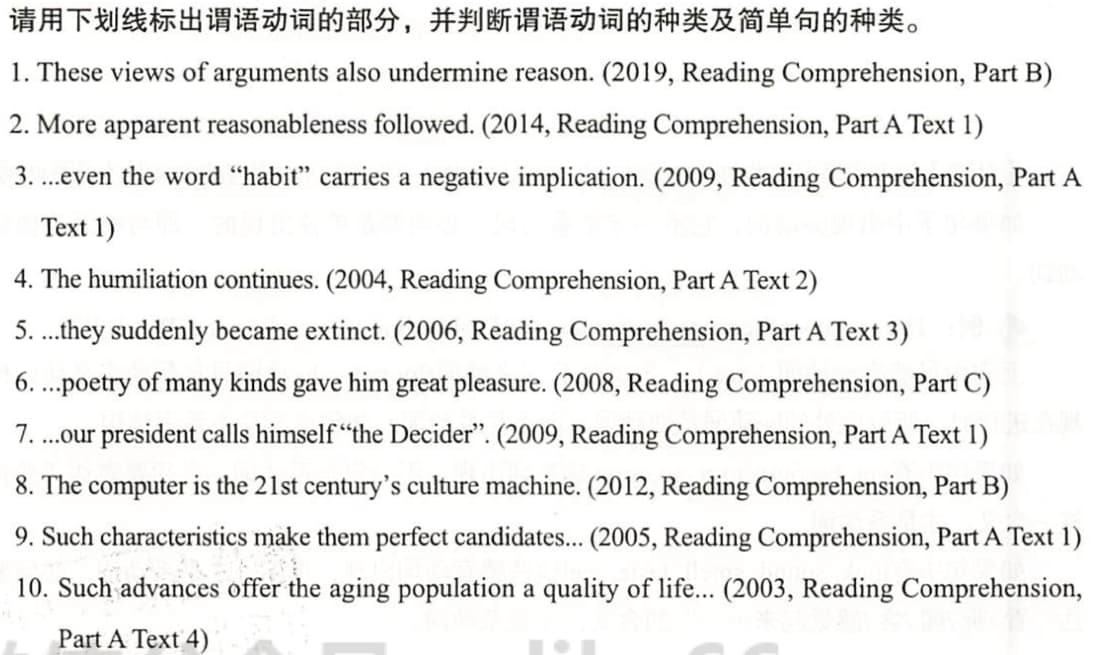 请用下划线标出谓语动词的部分，并判断谓语动词的种类及简单句的种类。
1. These views of arguments also undermine reason. (2019, Reading Comprehension, Part B)
2. More apparent reasonableness followed. (2014, Reading Comprehension, Part A Text 1)
3. ...even the word “habit” carries a negative implication. (2009, Reading Comprehension, Part A
Text 1)
4. The humiliation continues. (2004, Reading Comprehension, Part A Text 2)
5. ...they suddenly became extinct. (2006, Reading Comprehension, Part A Text 3)
6. ...poetry of many kinds gave him great pleasure. (2008, Reading Comprehension, Part C)
7. ...our president calls himself “the Decider”. (2009, Reading Comprehension, Part A Text 1)
8. The computer is the 21st century’s culture machine. (2012, Reading Comprehension, Part B)
9. Such characteristics make them perfect candidates... (2005, Reading Comprehension, Part A Text 1)
10. Such advances offer the aging population a quality of life... (2003, Reading Comprehension,
Part A Text 4)